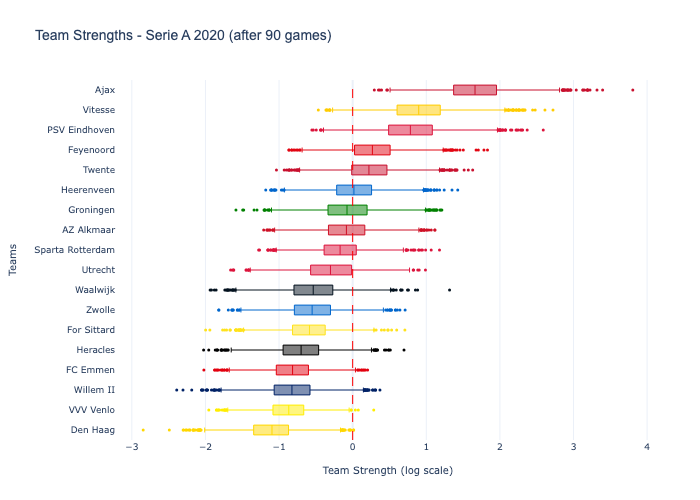 Team Strengths - Serie A 2020 (after 90 games)
Ajax
Vitesse
PSV Eindhoven
Feyenoord
Twente
Heerenveen
Groningen
AZ Alkmaar
Sparta Rotterdam
Utrecht
Waalwijk
Zwolle
For Sittard
Heracles
FC Emmen
Willem II
VVV Venlo
Den Haag
Teams
−3 −2 −1 0 1 2 3 4
Team Strength (log scale)